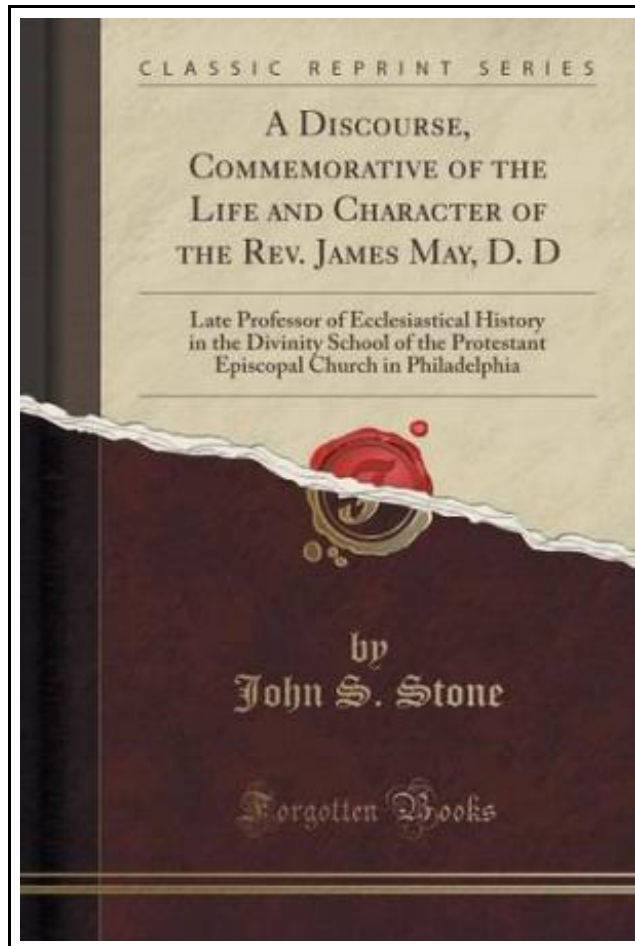 CLASSIC REPRINT SERIES
A DISCOURSE,
COMMEMORATIVE OF THE
LIFE AND CHARACTER OF
THE REV. JAMES MAY, D. D
Late Professor of Ecclesiastical History
in the Divinity School of the Protestant
Episcopal Church in Philadelphia
by
John S. Stone
Forgotten Books